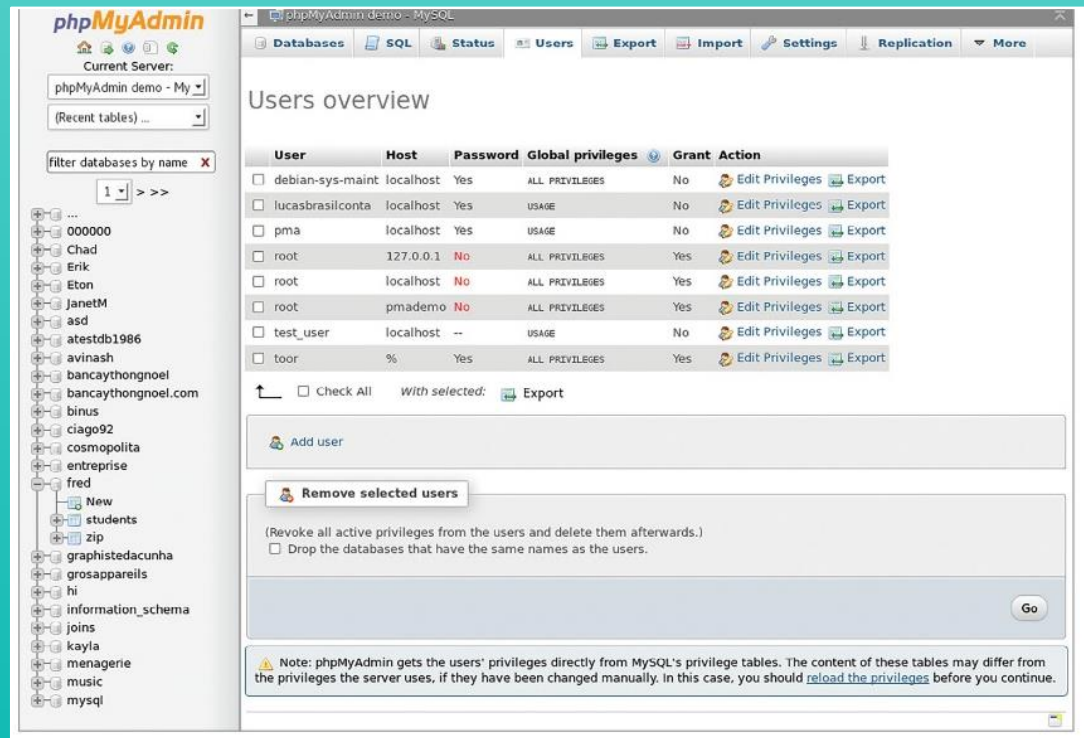 phpMyAdmin
Current Server:
phpMyAdmin demo - My
(Recent tables) ...
filter databases by name X
1 > >>
...
000000
Chad
Erik
Eton
JanetM
asd
atestdb1986
avinash
bancaythongnoel
bancaythongnoel.com
binus
ciago92
cosmopolita
entreprise
fred
New
students
zip
graphistedacunha
grosappareils
hi
information_schema
joins
kayla
menagerie
music
mysql
phpMyAdmin demo - MySQL
Databases SQL Status Users Export Import Settings Replication More
Users overview
User Host Password Global privileges Grant Action
debian-sys-maint localhost Yes ALL PRIVILEGES No Edit Privileges Export
lucasbrasilconta localhost Yes USAGE No Edit Privileges Export
pma localhost Yes USAGE No Edit Privileges Export
root 127.0.0.1 No ALL PRIVILEGES Yes Edit Privileges Export
root localhost No ALL PRIVILEGES Yes Edit Privileges Export
root pmademo No ALL PRIVILEGES Yes Edit Privileges Export
test_user localhost -- USAGE No Edit Privileges Export
toor % Yes ALL PRIVILEGES Yes Edit Privileges Export
Check All With selected: Export
Add user
Remove selected users
(Revoke all active privileges from the users and delete them afterwards.)
Drop the databases that have the same names as the users.
Go
Note: phpMyAdmin gets the users' privileges directly from MySQL's privilege tables. The content of these tables may differ from
the privileges the server uses, if they have been changed manually. In this case, you should reload the privileges before you continue.